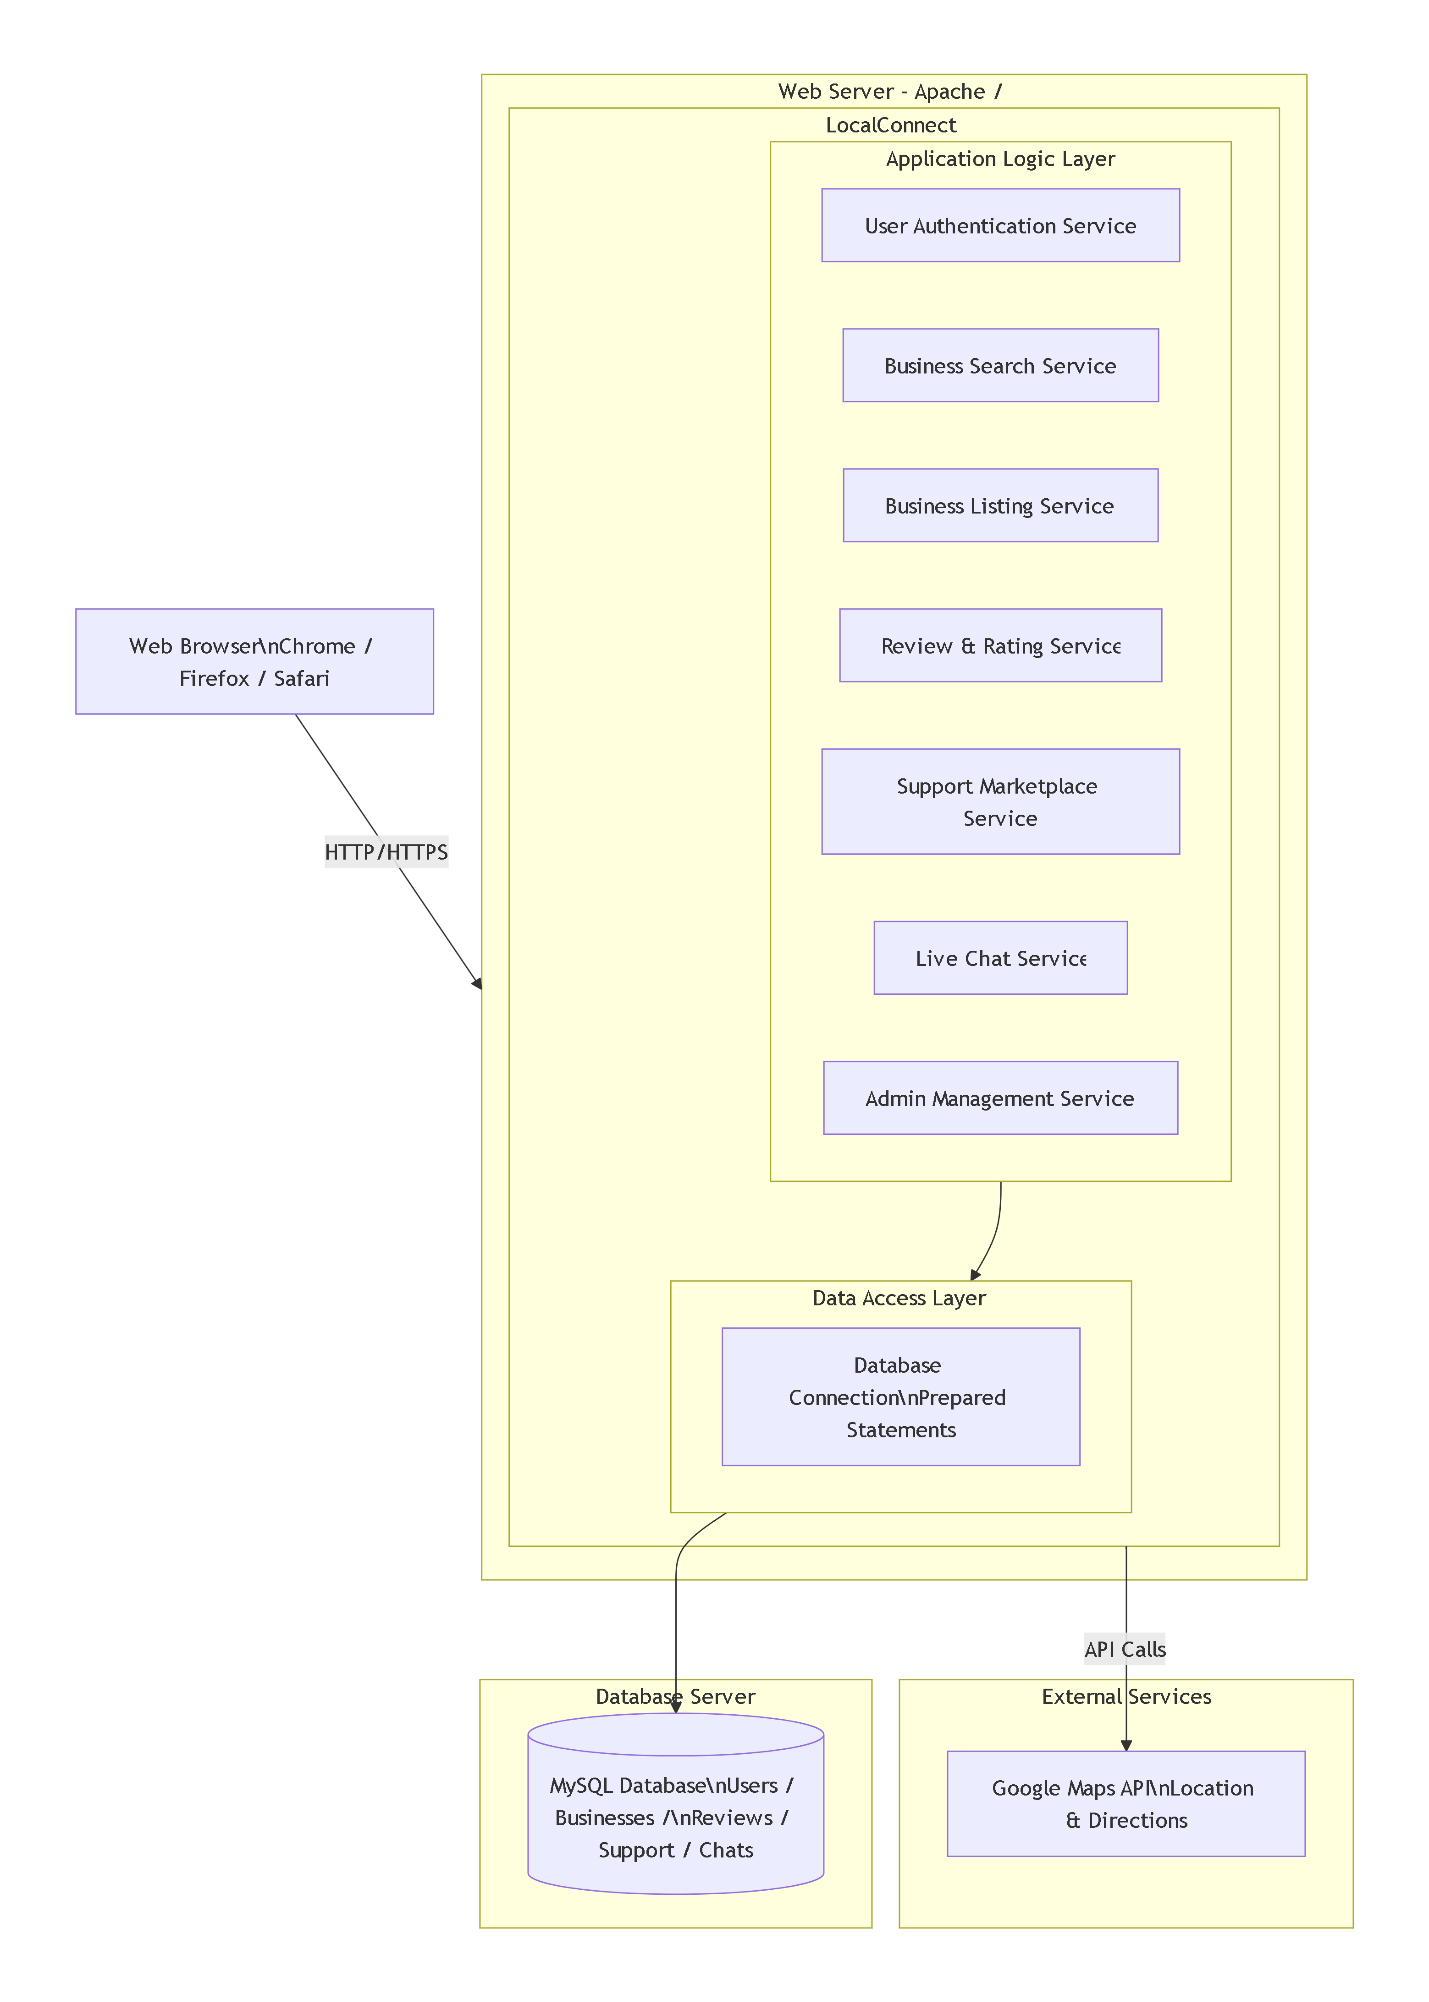 Web Server - Apache /
LocalConnect
Application Logic Layer
User Authentication Service
Business Search Service
Business Listing Service
Review & Rating Service
Support Marketplace
Service
Live Chat Service
Admin Management Service
Web Browser\nChrome /
Firefox / Safari
HTTP/HTTPS
Data Access Layer
Database
Connection\nPrepared
Statements
API Calls
Database Server
MySQL Database\nUsers /
Businesses /\nReviews /
Support / Chats
External Services
Google Maps API\nLocation
& Directions